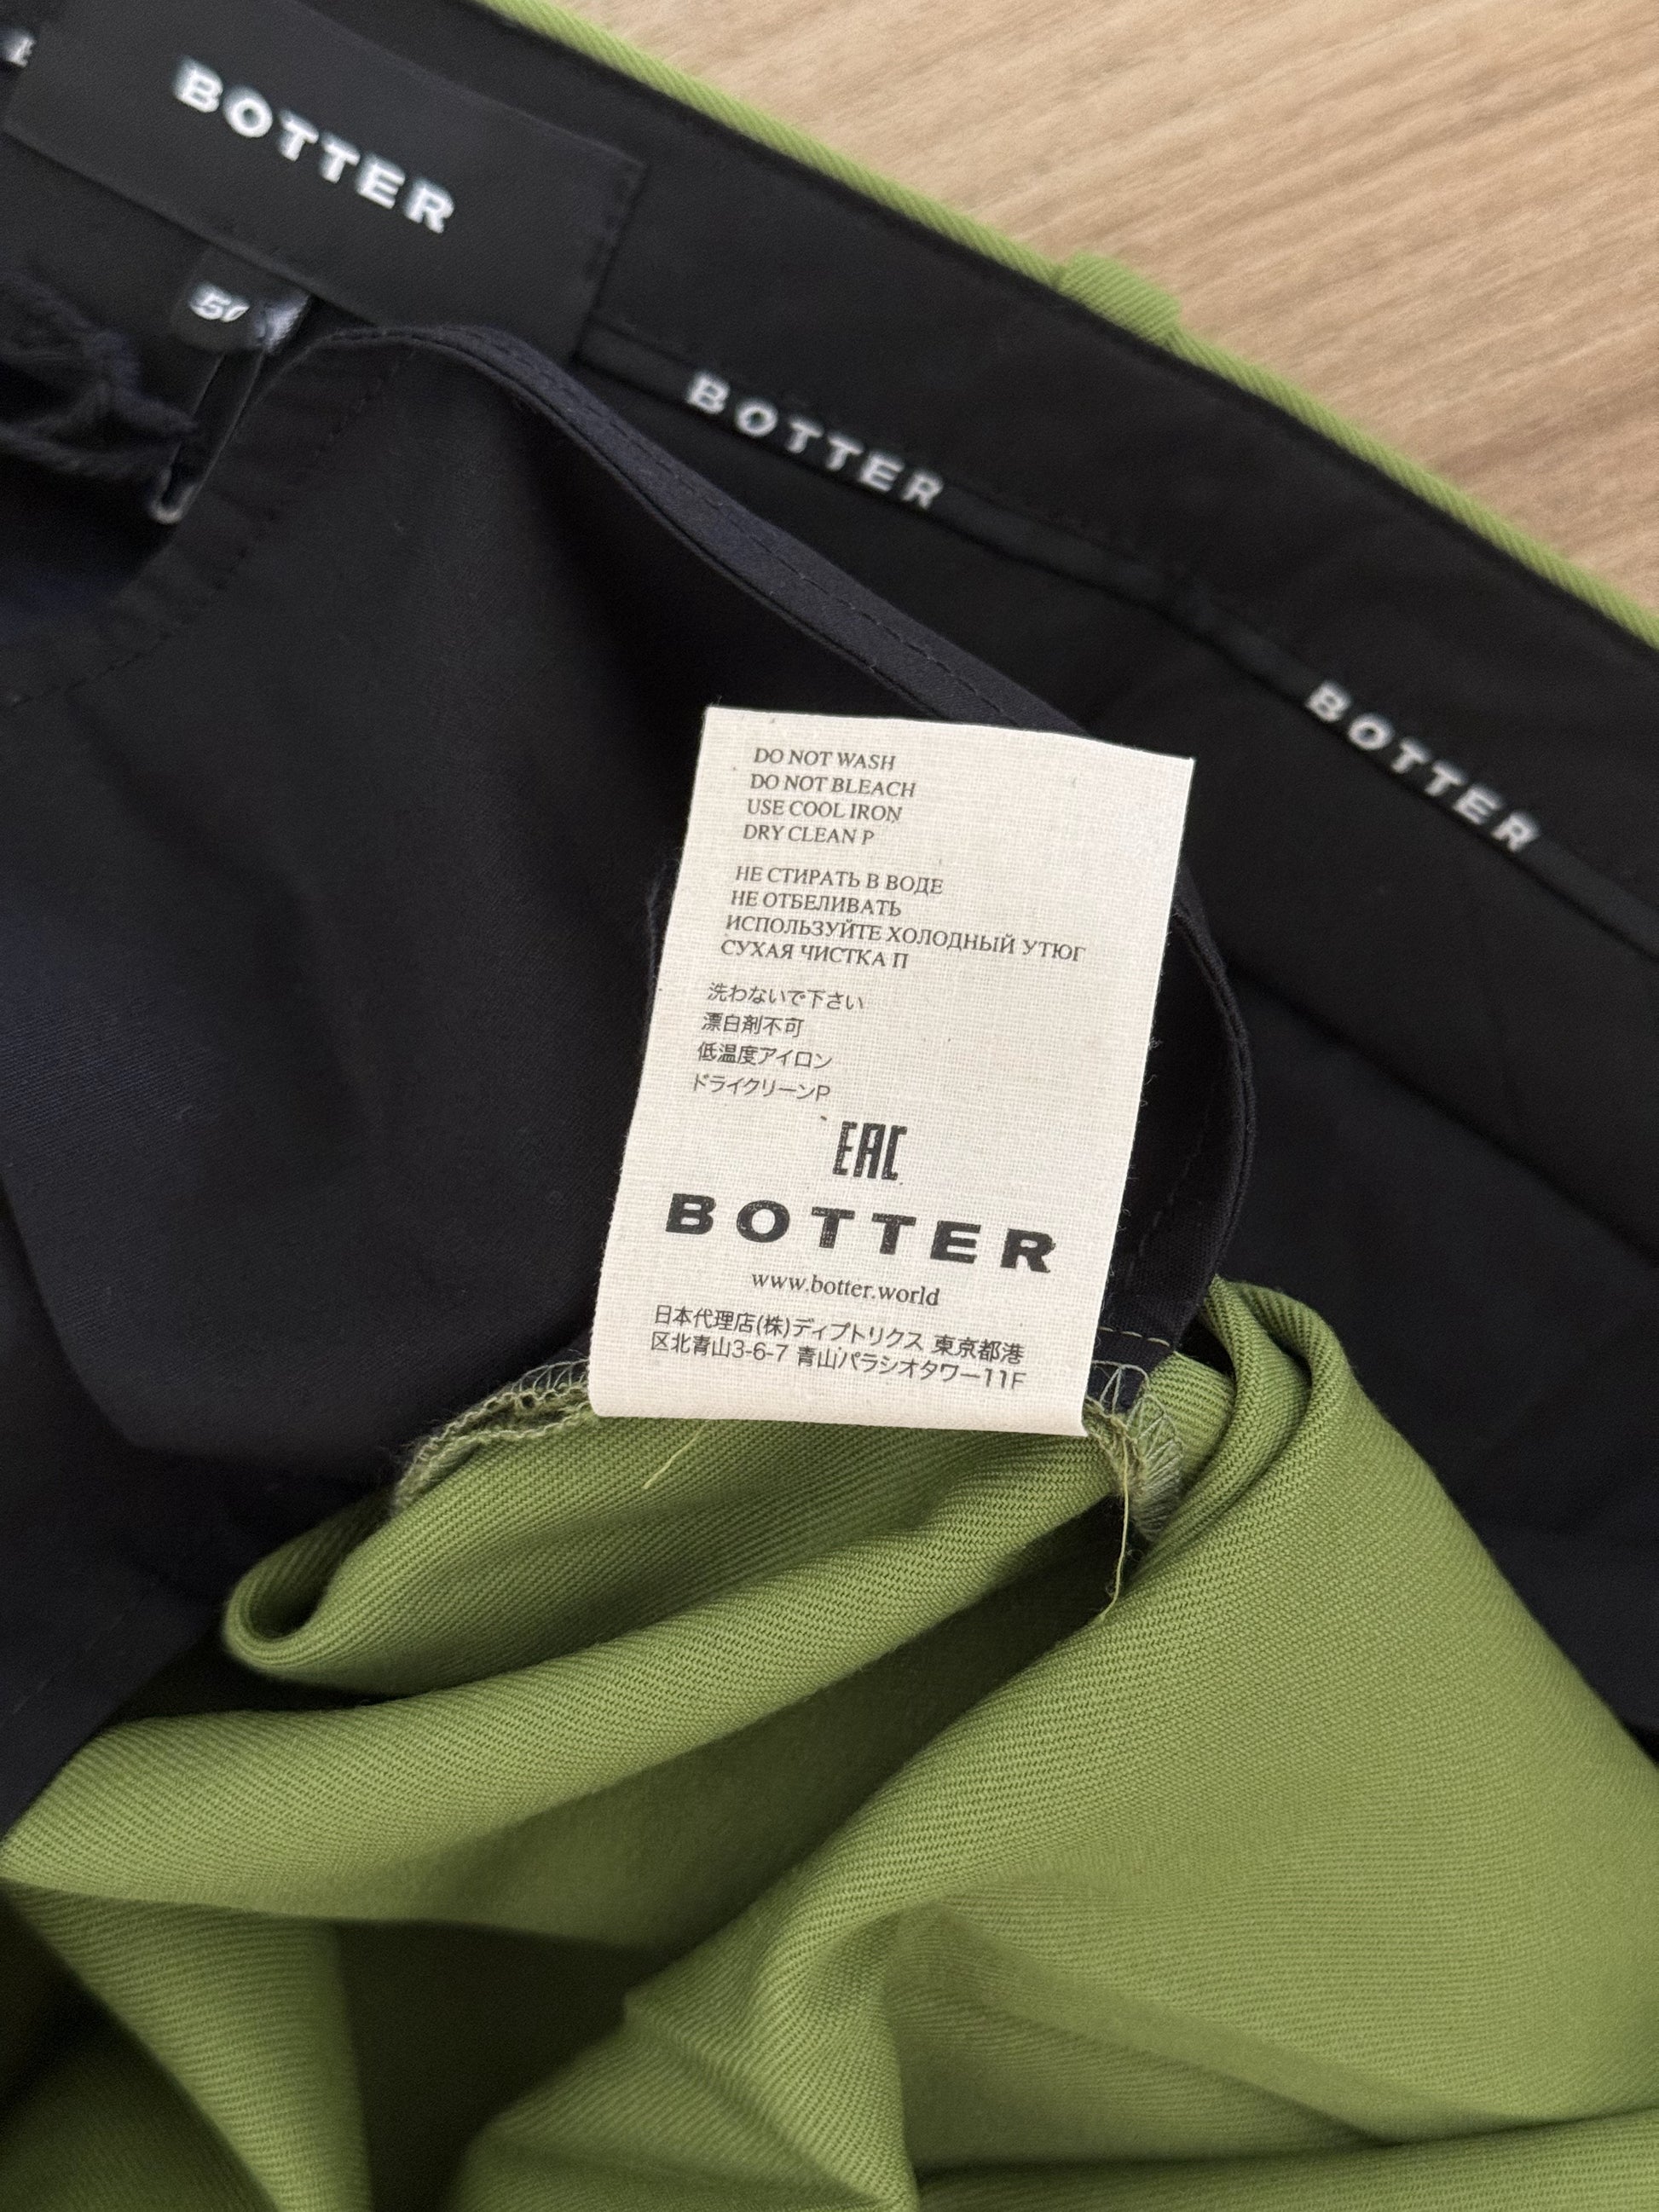 BOTTER
BOTTER
BOTTER
DO NOT WASH
DO NOT BLEACH
USE COOL IRON
DRY CLEAN P
НЕ СТИРАТЬ В ВОДЕ
НЕ ОТБЕЛИВАТЬ
ИСПОЛЬЗУЙТЕ ХОЛОДНЫЙ УТЮГ
СУХАЯ ЧИСТКА П
洗わないで下さい
漂白剤不可
低温度アイロン
ドライクリーンP
EAC
BOTTER
www.botter.world
日本代理店(株)ディプトリクス 東京都港
区北青山3-6-7 青山パラシオタワー11F